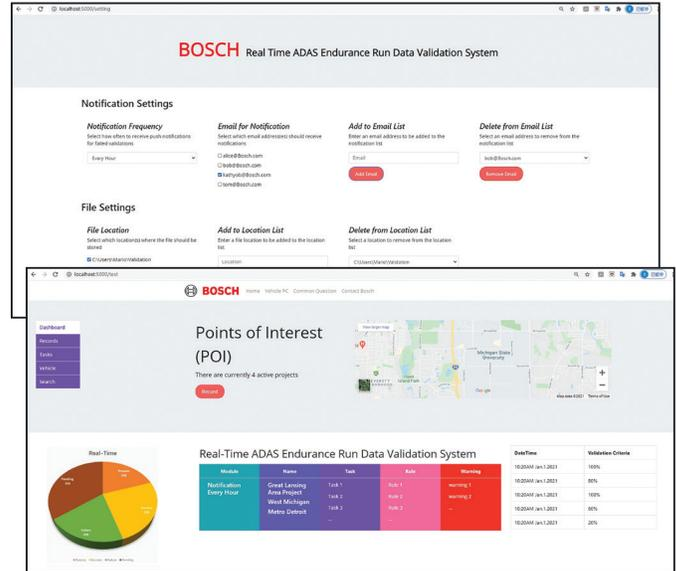 localhost:5000/setting
BOSCH Real Time ADAS Endurance Run Data Validation System
Notification Settings
Notification Frequency
Select how often to receive push notifications
for failed validations
Every Hour
Email for Notification
Select which email address(es) should receive
notifications
alice@Bosch.com
bob@Bosch.com
kathyob@Bosch.com
tom@Bosch.com
Add to Email List
Enter an email address to be added to the
notification list
Email
Add Email
Delete from Email List
Select an email address to remove from the
notification list
bob@Bosch.com
Remove Email
File Settings
File Location
Select which location(s) where the file should be
stored
C:\Users\Mario\Validation
Add to Location List
Enter a file location to be added to the location
list
Location
Delete from Location List
Select a location to remove from the location
list
C:\Users\Mario\Validation
localhost:5000/test
BOSCH Home Vehicle PC Common Question Contact Bosch
Dashboard
Records
Tasks
Vehicle
Search
Points of Interest
(POI)
There are currently 4 active projects
Record
View larger map
Michigan State
University
Google
Map data ©2021 Terms of Use
Real-Time
Real-Time ADAS Endurance Run Data Validation System
Module Name Task Rule Warning
Notification
Every Hour
Great Lansing
Area Project
West Michigan
Metro Detroit
Task 1
Task 2
Task 3
...
Rule 1
Rule 2
Rule 3
...
warning 1
warning 2
...
DateTime Validation Criteria
10:20AM Jan.1.2021 100%
10:20AM Jan.1.2021 80%
10:20AM Jan.1.2021 100%
10:20AM Jan.1.2021 60%
10:20AM Jan.1.2021 20%